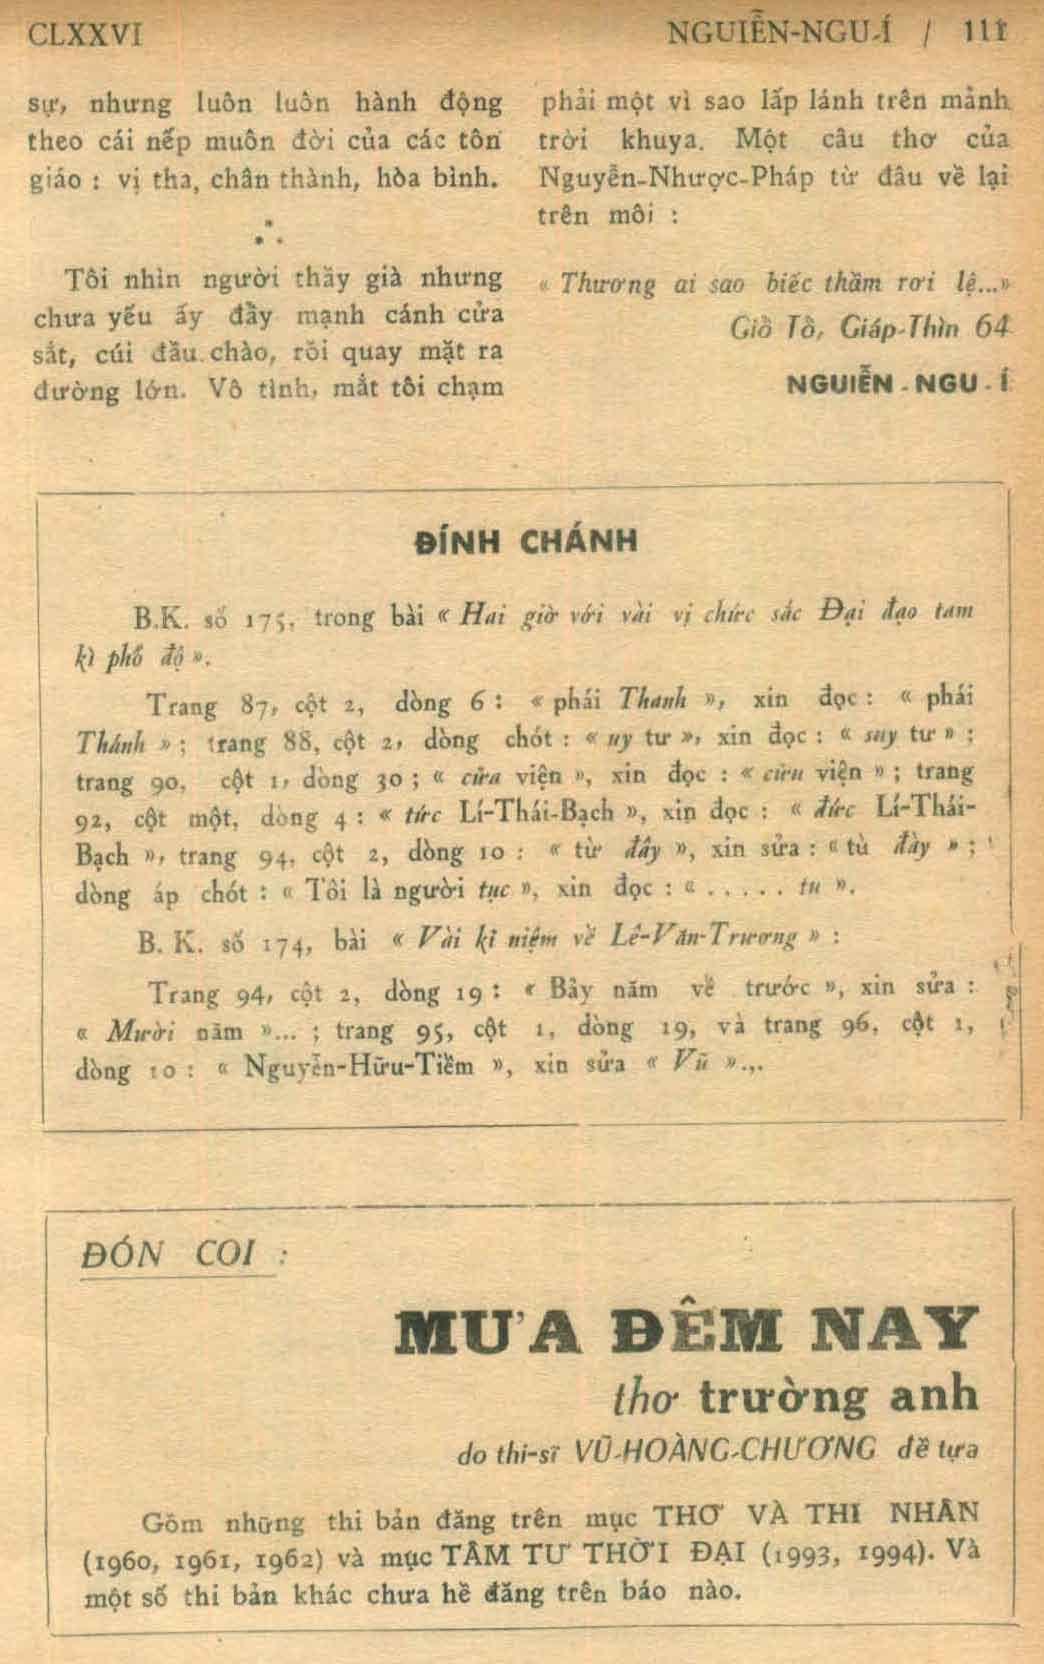 CLXXVI
NGUIỄN-NGU-Í / 111
sự, nhưng luôn luôn hành động
theo cái nếp muôn đời của các tôn
giáo : vị tha, chân thành, hòa bình.
Tôi nhìn người thầy già nhưng
chưa yếu ấy đẩy mạnh cánh cửa
sắt, cúi đầu chào, rồi quay mặt ra
đường lớn. Vô tình, mắt tôi chạm
phải một vì sao lấp lánh trên mảnh
trời khuya. Một câu thơ của
Nguyễn-Nhược-Pháp từ đâu về lại
trên môi :
« Thương ai sao biếc thầm rơi lệ...»
Giỗ Tổ, Giáp-Thìn 64
NGUIỄN - NGU - Í
ĐÍNH CHÁNH
B.K. số 175, trong bài « Hai giờ với vài vị chức sắc Đại đạo tam
kì phổ độ ».
Trang 87, cột 2, dòng 6 : « phái Thanh », xin đọc : « phái
Thánh » ; trang 88, cột 2, dòng chót : « uy tư », xin đọc : « suy tư » ;
trang 90, cột 1, dòng 30 ; « cửa viện », xin đọc : « cửu viện » ; trang
92, cột một, dòng 4 : « tức Lí-Thái-Bạch », xin đọc : « đức Lí-Thái-
Bạch », trang 94, cột 2, dòng 10 : « từ đây », xin sửa : « tù đày » ;
dòng áp chót : « Tôi là người tục », xin đọc : « . . . . . tu ».
B. K. số 174, bài « Vài kỉ niệm về Lê-Văn-Trương » :
Trang 94, cột 2, dòng 19 : « Bảy năm về trước », xin sửa :
« Mười năm »... ; trang 95, cột 1, dòng 19, và trang 96, cột 1,
dòng 10 : « Nguyễn-Hữu-Tiềm », xin sửa « Vũ »...
ĐÓN COI :
MƯA ĐÊM NAY
thơ trường anh
do thi-sĩ VŨ-HOÀNG-CHƯƠNG đề tựa
Gồm những thi bản đăng trên mục THƠ VÀ THI NHÂN
(1960, 1961, 1962) và mục TÂM TƯ THỜI ĐẠI (1993, 1994). Và
một số thi bản khác chưa hề đăng trên báo nào.